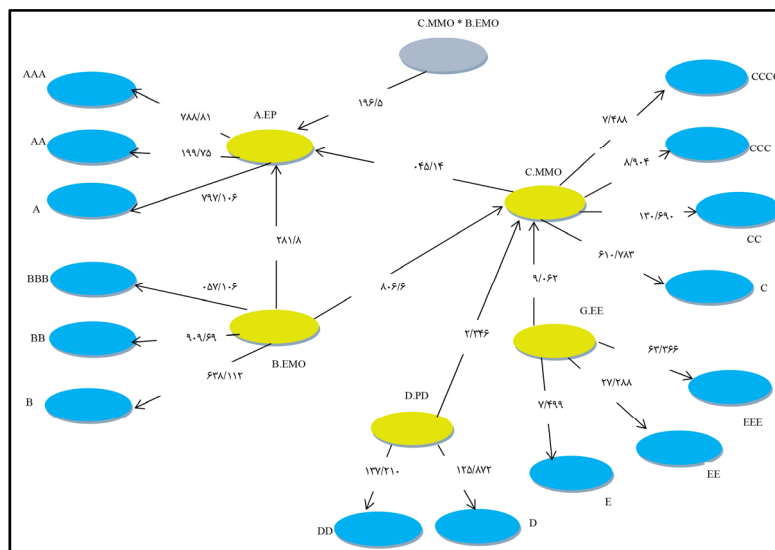 C.MMO * B.EMO
AAA
CCCC
۷۸۸/۸۱
A.EP
۱۹۶/۵
۷/۴۸۸
AA
۱۹۹/۷۵
۰۴۵/۱۴
C.MMO
۸/۹۰۴
CCC
A
۷۹۷/۱۰۶
۱۳۰/۶۹۰
CC
۲۸۱/۸
۶۱۰/۷۸۳
C
BBB
۰۵۷/۱۰۶
۸۰۶/۶
۹/۰۶۲
G.EE
BB
۹۰۹/۶۹
B.EMO
۲/۳۴۶
۶۳/۳۶۶
۶۳۸/۱۱۲
B
D.PD
۷/۴۹۹
۲۷/۲۸۸
EEE
۱۳۷/۲۱۰
۱۲۵/۸۷۲
EE
E
DD
D